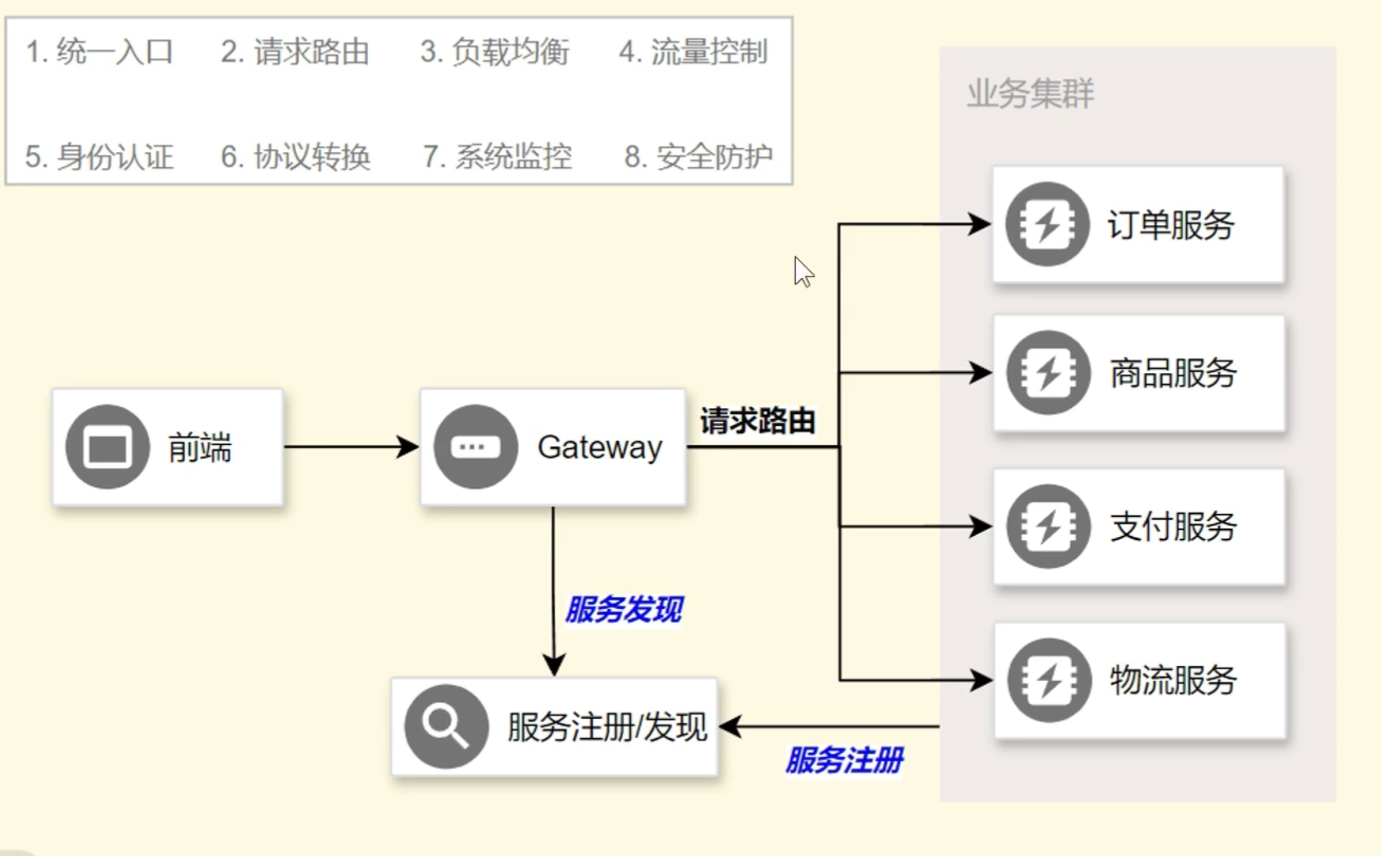 1. 统一入口 2. 请求路由 3. 负载均衡 4. 流量控制
5. 身份认证 6. 协议转换 7. 系统监控 8. 安全防护
业务集群
订单服务
商品服务
请求路由
前端
Gateway
支付服务
服务发现
物流服务
服务注册/发现
服务注册